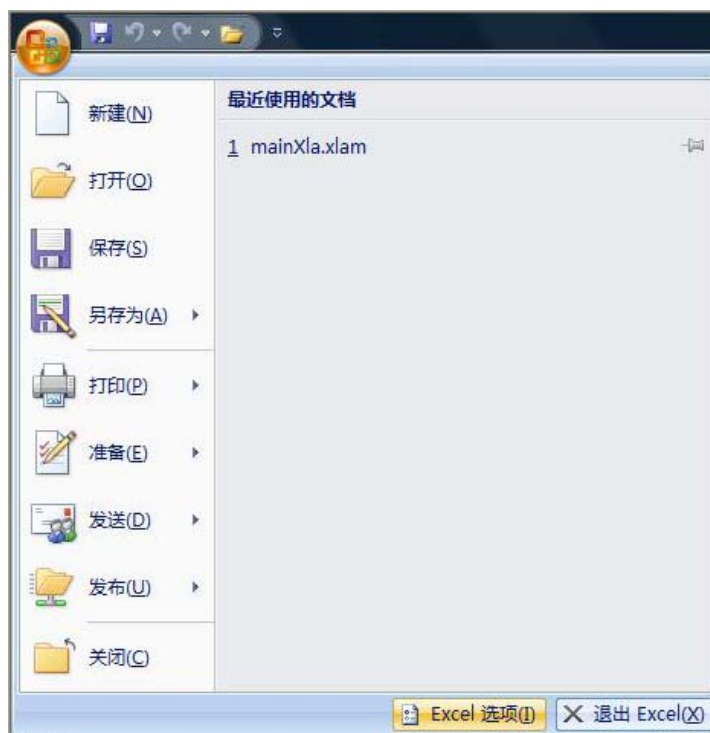 新建(N)
打开(O)
保存(S)
另存为(A)
打印(P)
准备(E)
发送(D)
发布(U)
关闭(C)
最近使用的文档
1 mainXla.xlam
Excel 选项(I)
退出 Excel(X)